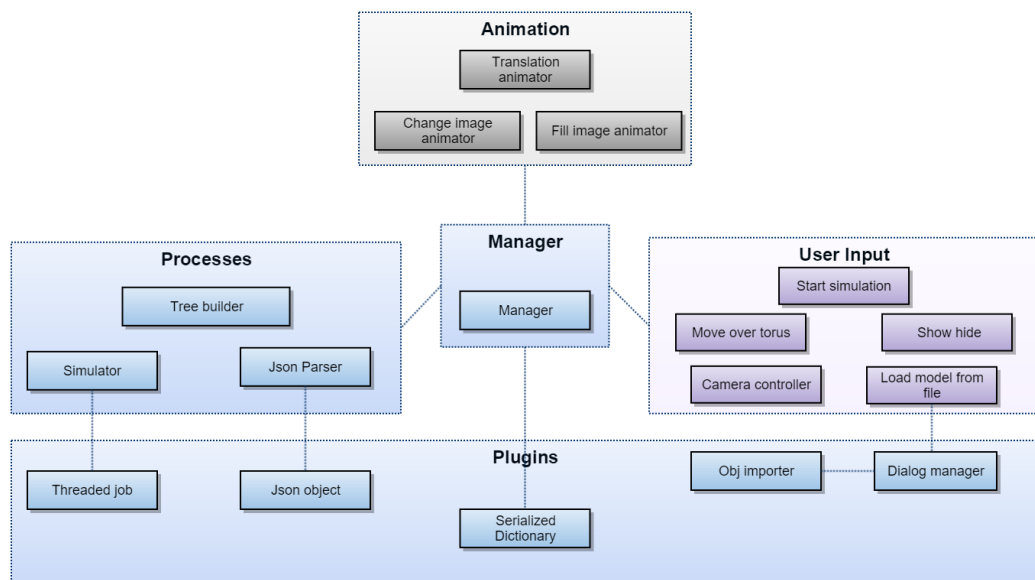 Animation
Translation
animator
Change image
animator
Fill image animator
Manager
Manager
Processes
Tree builder
Simulator
Json Parser
User Input
Start simulation
Move over torus
Show hide
Camera controller
Load model from
file
Plugins
Threaded job
Json object
Serialized
Dictionary
Obj importer
Dialog manager